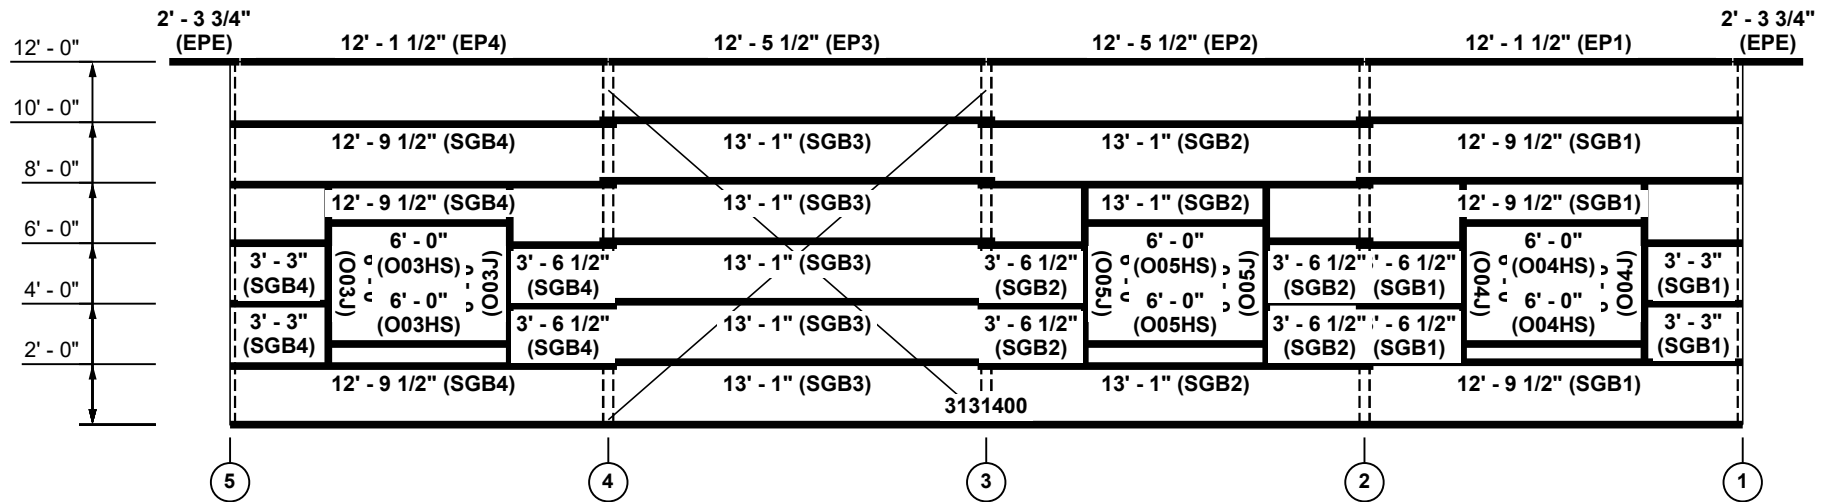 2' - 3 3/4"
(EPE)
12' - 1 1/2" (EP4)
12' - 5 1/2" (EP3)
12' - 5 1/2" (EP2)
12' - 1 1/2" (EP1)
2' - 3 3/4"
(EPE)
12' - 0"
10' - 0"
12' - 9 1/2" (SGB4)
13' - 1" (SGB3)
13' - 1" (SGB2)
12' - 9 1/2" (SGB1)
8' - 0"
12' - 9 1/2" (SGB4)
13' - 1" (SGB3)
13' - 1" (SGB2)
12' - 9 1/2" (SGB1)
6' - 0"
3' - 3"
(SGB4)
(O03J)
6' - 0"
(O03HS)
(O03J)
3' - 6 1/2"
(SGB4)
13' - 1" (SGB3)
3' - 6 1/2"
(SGB2)
(O05J)
6' - 0"
(O05HS)
(O05J)
3' - 6 1/2"
(SGB2)
' - 6 1/2"
(SGB1)
(O04J)
6' - 0"
(O04HS)
(O04J)
3' - 3"
(SGB1)
4' - 0"
3' - 3"
(SGB4)
6' - 0"
(O03HS)
3' - 6 1/2"
(SGB4)
13' - 1" (SGB3)
3' - 6 1/2"
(SGB2)
6' - 0"
(O05HS)
3' - 6 1/2"
(SGB2)
' - 6 1/2"
(SGB1)
6' - 0"
(O04HS)
3' - 3"
(SGB1)
2' - 0"
12' - 9 1/2" (SGB4)
13' - 1" (SGB3)
13' - 1" (SGB2)
12' - 9 1/2" (SGB1)
3131400
5
4
3
2
1